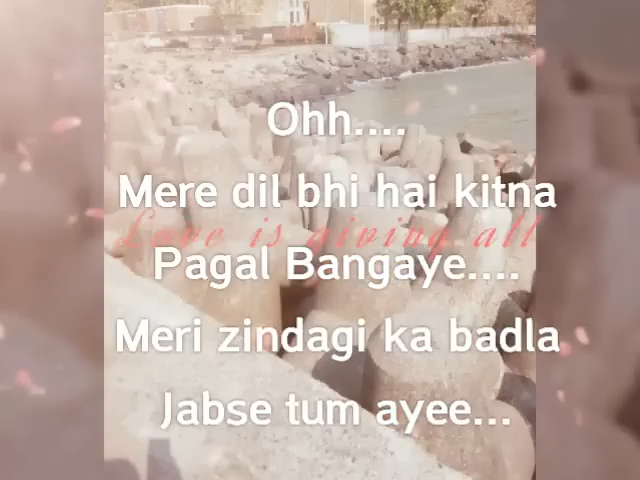 Ohh....
Mere dil bhi hai kitna
Love is giving all
Pagal Bangaye....
Meri zindagi ka badla
Jabse tum ayee...